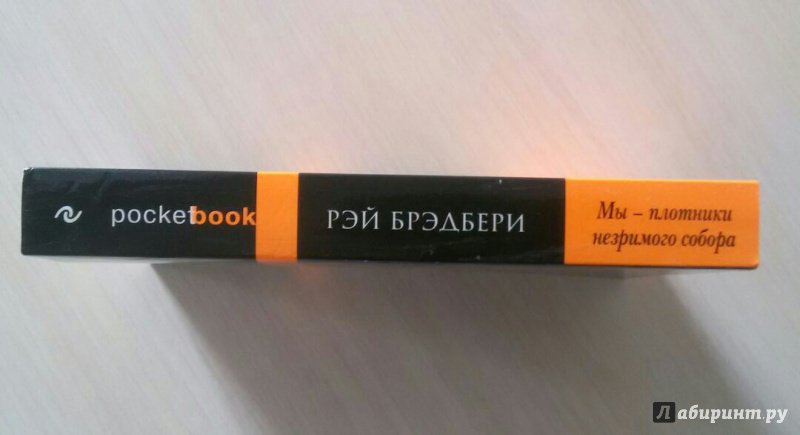 pocketbook
РЭЙ БРЭДБЕРИ
Мы – плотники
незримого собора
Лабиринт.ру